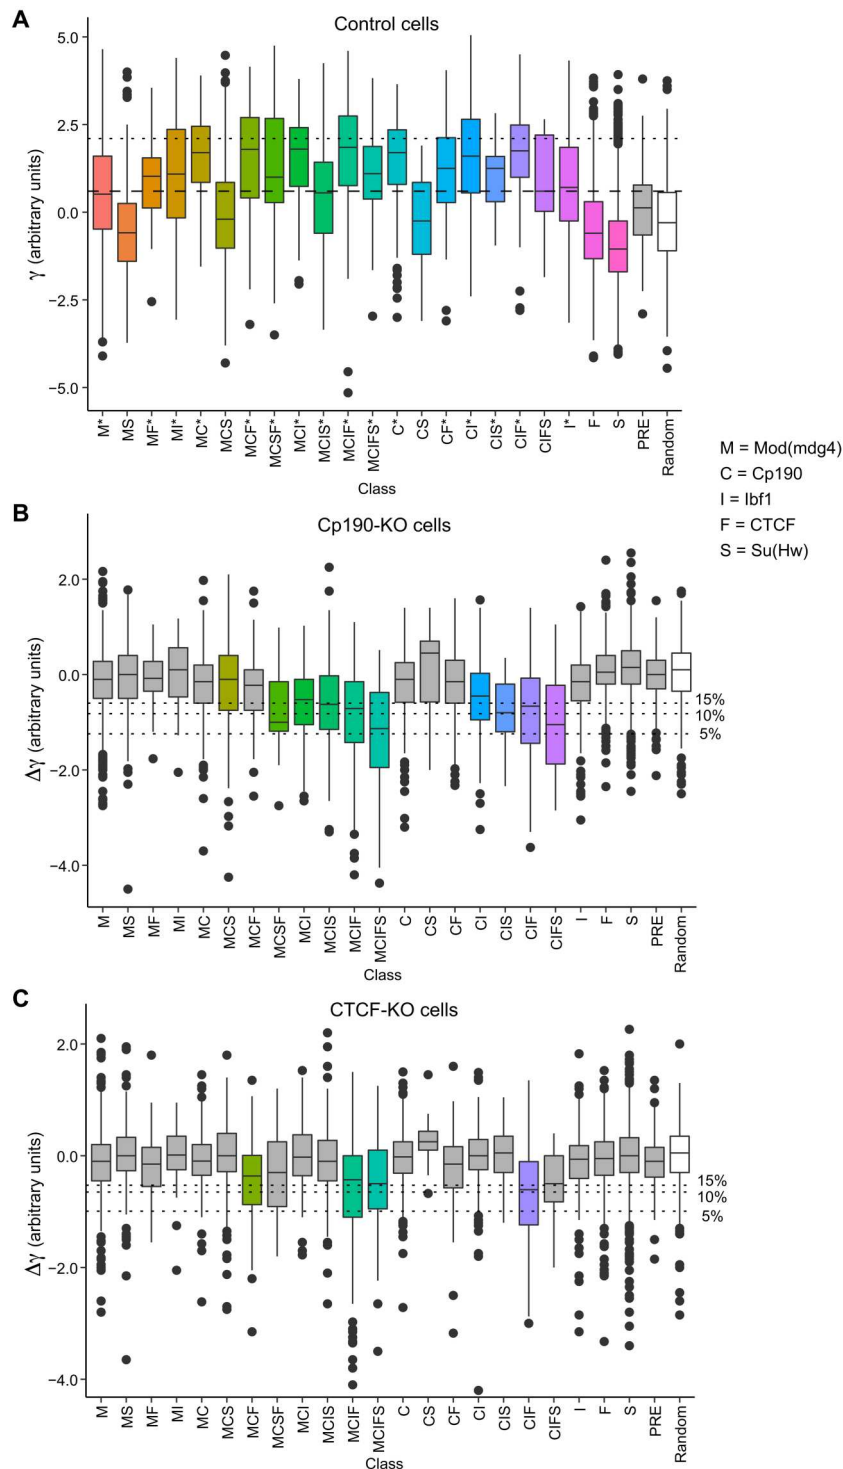 A
Control cells
γ (arbitrary units)
5.0
2.5
0.0
−2.5
−5.0
M*
MS
MF*
MI*
MC*
MCS
MCF*
MCSF*
MCI*
MCIS*
MCIF*
MCIFS*
C*
CS
CF*
CI*
CIS*
CIF*
CIFS
I*
F
S
PRE
Random
Class
M = Mod(mdg4)
C = Cp190
I = Ibf1
F = CTCF
S = Su(Hw)
B
Cp190-KO cells
Δγ (arbitrary units)
2.0
0.0
−2.0
−4.0
15%
10%
5%
M
MS
MF
MI
MC
MCS
MCF
MCSF
MCI
MCIS
MCIF
MCIFS
C
CS
CF
CI
CIS
CIF
CIFS
I
F
S
PRE
Random
Class
C
CTCF-KO cells
Δγ (arbitrary units)
2.0
0.0
−2.0
−4.0
15%
10%
5%
M
MS
MF
MI
MC
MCS
MCF
MCSF
MCI
MCIS
MCIF
MCIFS
C
CS
CF
CI
CIS
CIF
CIFS
I
F
S
PRE
Random
Class